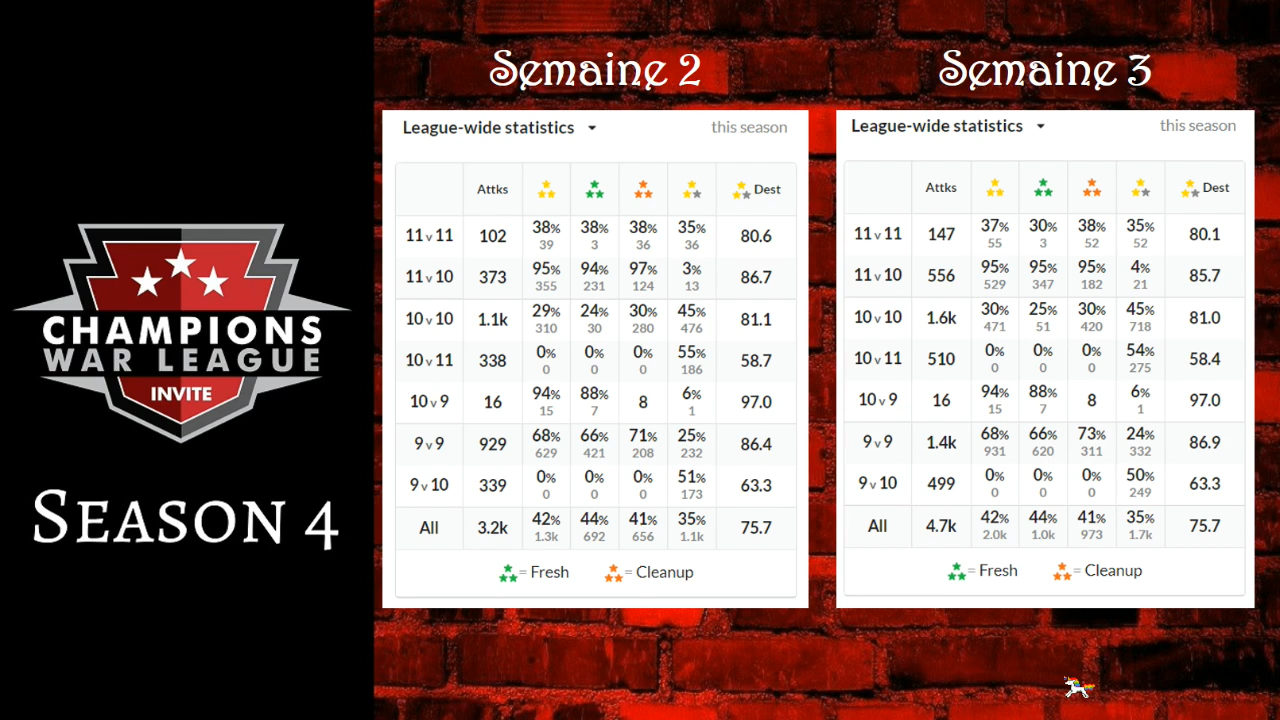 CHAMPIONS
WAR LEAGUE
INVITE
SEASON 4
Semaine 2
League-wide statistics this season
Attks Dest
11 v 11 102 38% 38% 38% 35% 80.6
39 3 36 36
11 v 10 373 95% 94% 97% 3% 86.7
355 231 124 13
10 v 10 1.1k 29% 24% 30% 45% 81.1
310 30 280 476
10 v 11 338 0% 0% 0% 55% 58.7
0 0 0 186
10 v 9 16 94% 88% 8 6% 97.0
15 7 1
9 v 9 929 68% 66% 71% 25% 86.4
629 421 208 232
9 v 10 339 0% 0% 0% 51% 63.3
0 0 0 173
All 3.2k 42% 44% 41% 35% 75.7
1.3k 692 656 1.1k
= Fresh = Cleanup
Semaine 3
League-wide statistics this season
Attks Dest
11 v 11 147 37% 30% 38% 35% 80.1
55 3 52 52
11 v 10 556 95% 95% 95% 4% 85.7
529 347 182 21
10 v 10 1.6k 30% 25% 30% 45% 81.0
471 51 420 718
10 v 11 510 0% 0% 0% 54% 58.4
0 0 0 275
10 v 9 16 94% 88% 8 6% 97.0
15 7 1
9 v 9 1.4k 68% 66% 73% 24% 86.9
931 620 311 332
9 v 10 499 0% 0% 0% 50% 63.3
0 0 0 249
All 4.7k 42% 44% 41% 35% 75.7
2.0k 1.0k 973 1.7k
= Fresh = Cleanup